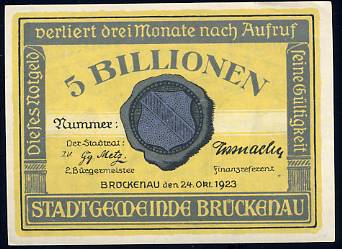 Dieses Notgeld
verliert drei Monate nach Aufruf
seine Gültigkeit
5 BILLIONEN
Nummer:
Der Stadtrat:
I.V. Gg. Metz.
2. Bürgermeister
Finanzreferent
BRÜCKENAU den 24. Okt. 1923
STADTGEMEINDE BRÜCKENAU